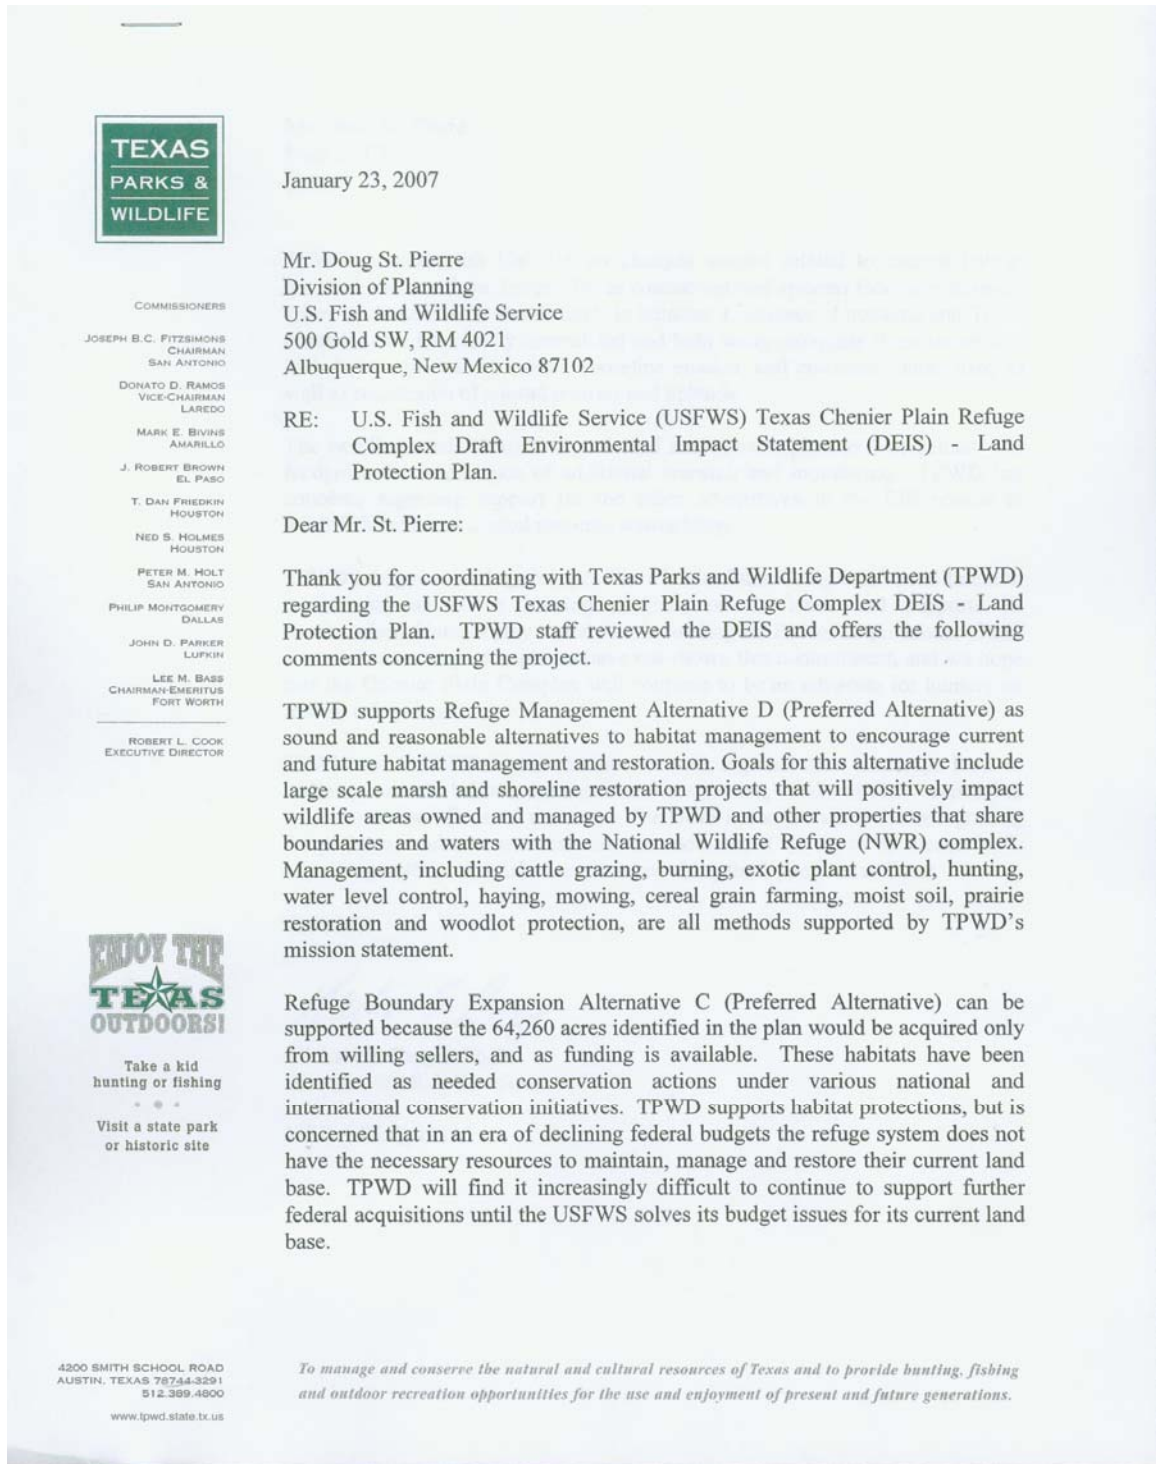 TEXAS
PARKS &
WILDLIFE
COMMISSIONERS
JOSEPH B.C. FITZSIMONS
CHAIRMAN
SAN ANTONIO
DONATO D. RAMOS
VICE-CHAIRMAN
LAREDO
MARK E. BIVINS
AMARILLO
J. ROBERT BROWN
EL PASO
T. DAN FRIEDKIN
HOUSTON
NED S. HOLMES
HOUSTON
PETER M. HOLT
SAN ANTONIO
PHILIP MONTGOMERY
DALLAS
JOHN D. PARKER
LUFKIN
LEE M. BASS
CHAIRMAN-EMERITUS
FORT WORTH
ROBERT L. COOK
EXECUTIVE DIRECTOR
ENJOY THE
TEXAS
OUTDOORS!
Take a kid
hunting or fishing
Visit a state park
or historic site
4200 SMITH SCHOOL ROAD
AUSTIN, TEXAS 78744-3291
512.389.4800
www.tpwd.state.tx.us
January 23, 2007
Mr. Doug St. Pierre
Division of Planning
U.S. Fish and Wildlife Service
500 Gold SW, RM 4021
Albuquerque, New Mexico 87102
RE: U.S. Fish and Wildlife Service (USFWS) Texas Chenier Plain Refuge
Complex Draft Environmental Impact Statement (DEIS) - Land
Protection Plan.
Dear Mr. St. Pierre:
Thank you for coordinating with Texas Parks and Wildlife Department (TPWD)
regarding the USFWS Texas Chenier Plain Refuge Complex DEIS - Land
Protection Plan. TPWD staff reviewed the DEIS and offers the following
comments concerning the project.
TPWD supports Refuge Management Alternative D (Preferred Alternative) as
sound and reasonable alternatives to habitat management to encourage current
and future habitat management and restoration. Goals for this alternative include
large scale marsh and shoreline restoration projects that will positively impact
wildlife areas owned and managed by TPWD and other properties that share
boundaries and waters with the National Wildlife Refuge (NWR) complex.
Management, including cattle grazing, burning, exotic plant control, hunting,
water level control, haying, mowing, cereal grain farming, moist soil, prairie
restoration and woodlot protection, are all methods supported by TPWD's
mission statement.
Refuge Boundary Expansion Alternative C (Preferred Alternative) can be
supported because the 64,260 acres identified in the plan would be acquired only
from willing sellers, and as funding is available. These habitats have been
identified as needed conservation actions under various national and
international conservation initiatives. TPWD supports habitat protections, but is
concerned that in an era of declining federal budgets the refuge system does not
have the necessary resources to maintain, manage and restore their current land
base. TPWD will find it increasingly difficult to continue to support further
federal acquisitions until the USFWS solves its budget issues for its current land
base.
To manage and conserve the natural and cultural resources of Texas and to provide hunting, fishing
and outdoor recreation opportunities for the use and enjoyment of present and future generations.